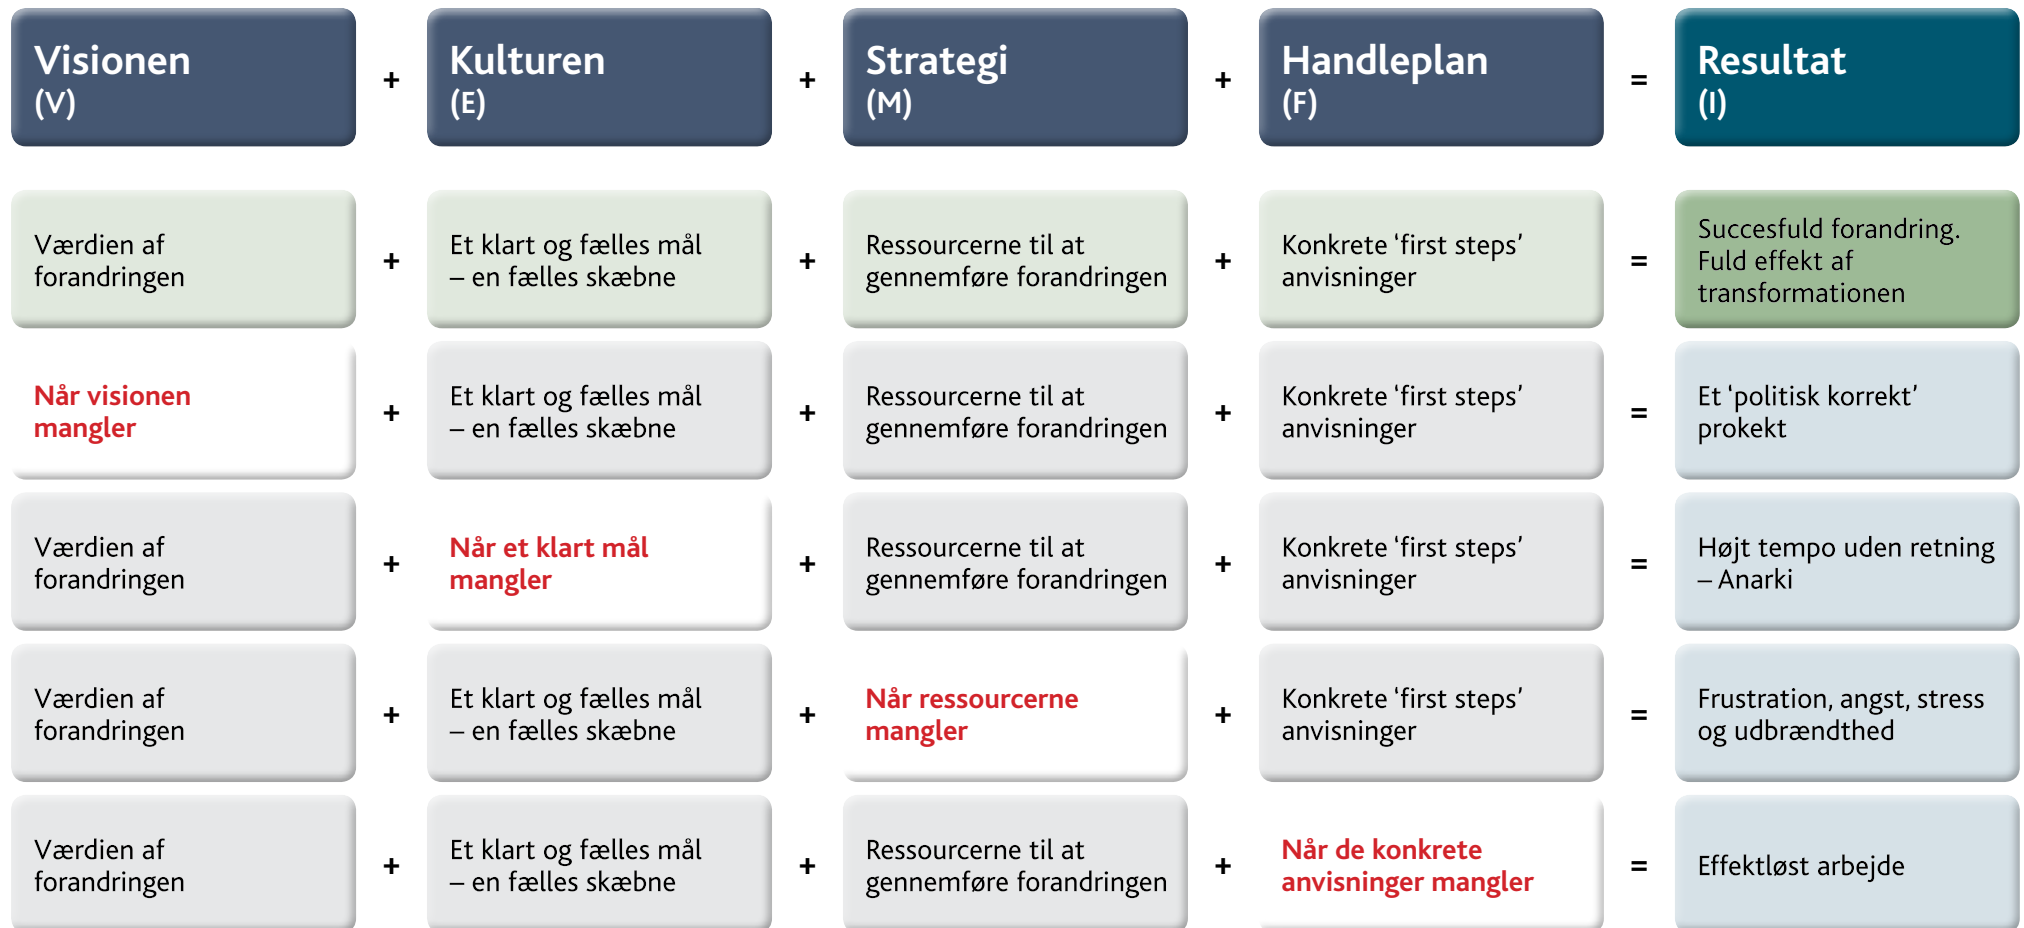 Visionen
(V)
+
Kulturen
(E)
+
Strategi
(M)
+
Handleplan
(F)
=
Resultat
(I)
Værdien af
forandringen
+
Et klart og fælles mål
– en fælles skæbne
+
Ressourcerne til at
gennemføre forandringen
+
Konkrete ‘first steps’
anvisninger
=
Succesfuld forandring.
Fuld effekt af
transformationen
Når visionen
mangler
+
Et klart og fælles mål
– en fælles skæbne
+
Ressourcerne til at
gennemføre forandringen
+
Konkrete ‘first steps’
anvisninger
=
Et ‘politisk korrekt’
prokekt
Værdien af
forandringen
+
Når et klart mål
mangler
+
Ressourcerne til at
gennemføre forandringen
+
Konkrete ‘first steps’
anvisninger
=
Højt tempo uden retning
– Anarki
Værdien af
forandringen
+
Et klart og fælles mål
– en fælles skæbne
+
Når ressourcerne
mangler
+
Konkrete ‘first steps’
anvisninger
=
Frustration, angst, stress
og udbrændthed
Værdien af
forandringen
+
Et klart og fælles mål
– en fælles skæbne
+
Ressourcerne til at
gennemføre forandringen
+
Når de konkrete
anvisninger mangler
=
Effektløst arbejde